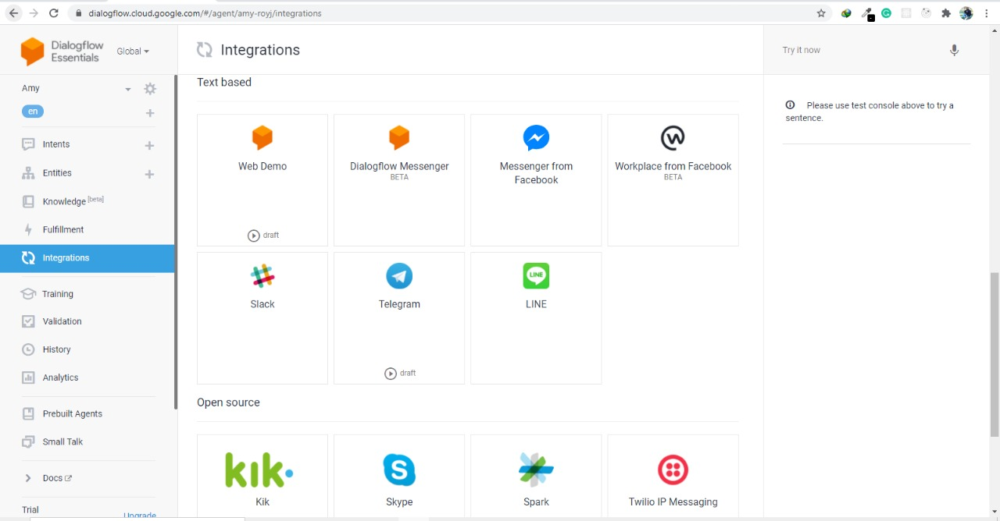 dialogflow.cloud.google.com/#/agent/amy-royj/integrations
Dialogflow
Essentials
Global
Integrations
Try it now
Amy
en
Intents
Entities
Knowledge [beta]
Fulfillment
Integrations
Training
Validation
History
Analytics
Prebuilt Agents
Small Talk
Docs
Trial
Upgrade
Text based
Web Demo
draft
Dialogflow Messenger
BETA
Messenger from
Facebook
Workplace from Facebook
BETA
Slack
Telegram
draft
LINE
LINE
Open source
kik
Kik
Skype
Spark
Twilio IP Messaging
Please use test console above to try a
sentence.